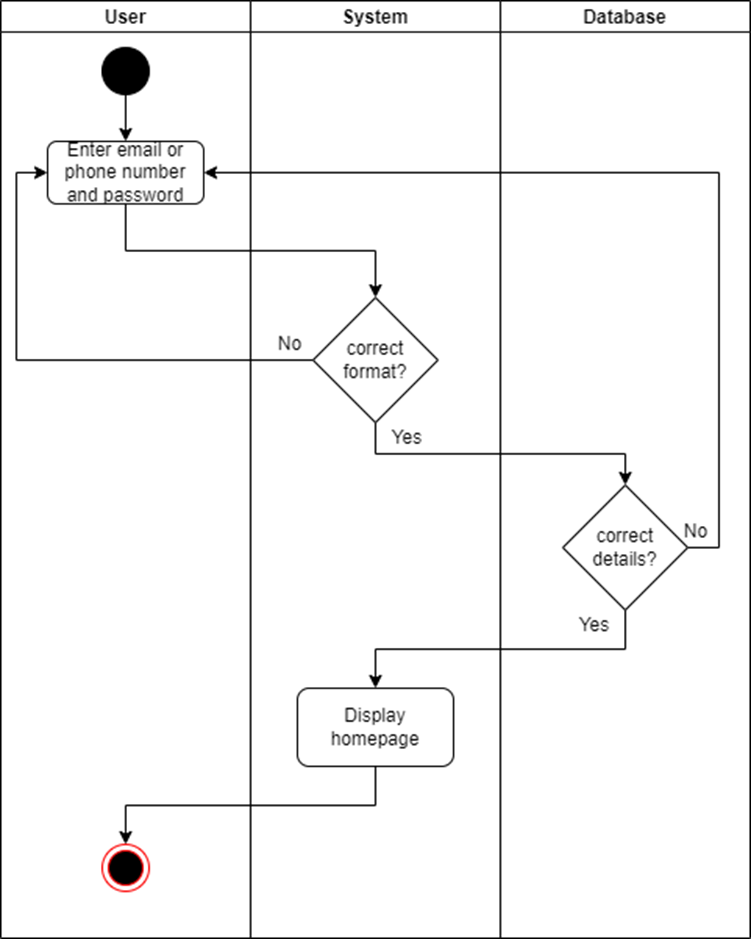 User
System
Database
Enter email or
phone number
and password
No
correct
format?
Yes
correct
details?
No
Yes
Display
homepage